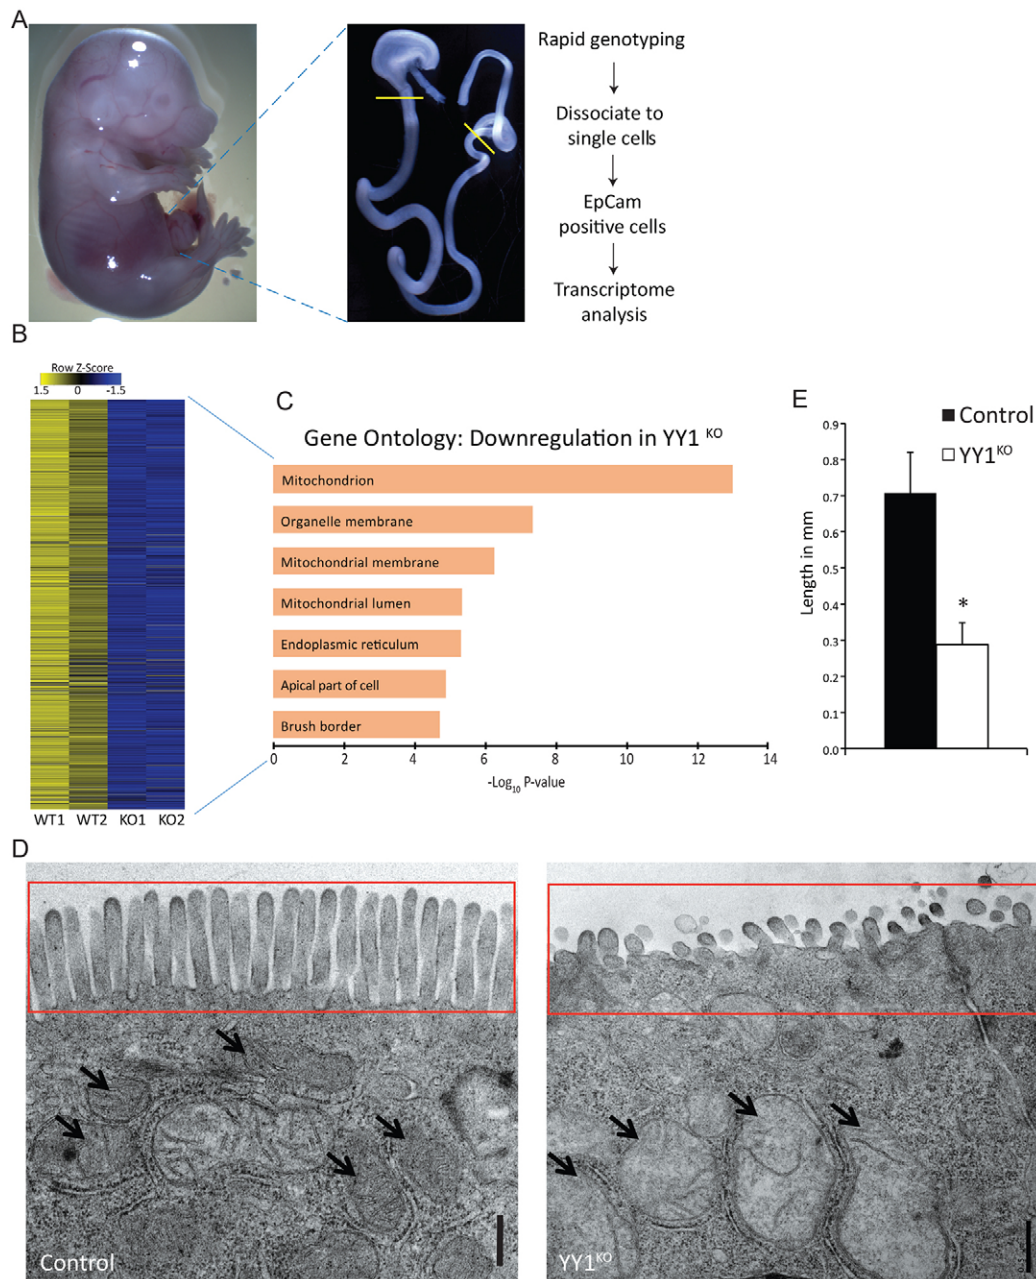 A
Rapid genotyping
Dissociate to
single cells
EpCam
positive cells
Transcriptome
analysis
B
Row Z-Score
1.5 0 -1.5
WT1 WT2 KO1 KO2
C
Gene Ontology: Downregulation in YY1 KO
Mitochondrion
Organelle membrane
Mitochondrial membrane
Mitochondrial lumen
Endoplasmic reticulum
Apical part of cell
Brush border
0 2 4 6 8 10 12 14
-Log10 P-value
E
Control
YY1KO
0.9
0.8
0.7
0.6
0.5
0.4
0.3
0.2
0.1
0.0
Length in mm
*
D
Control
YY1KO